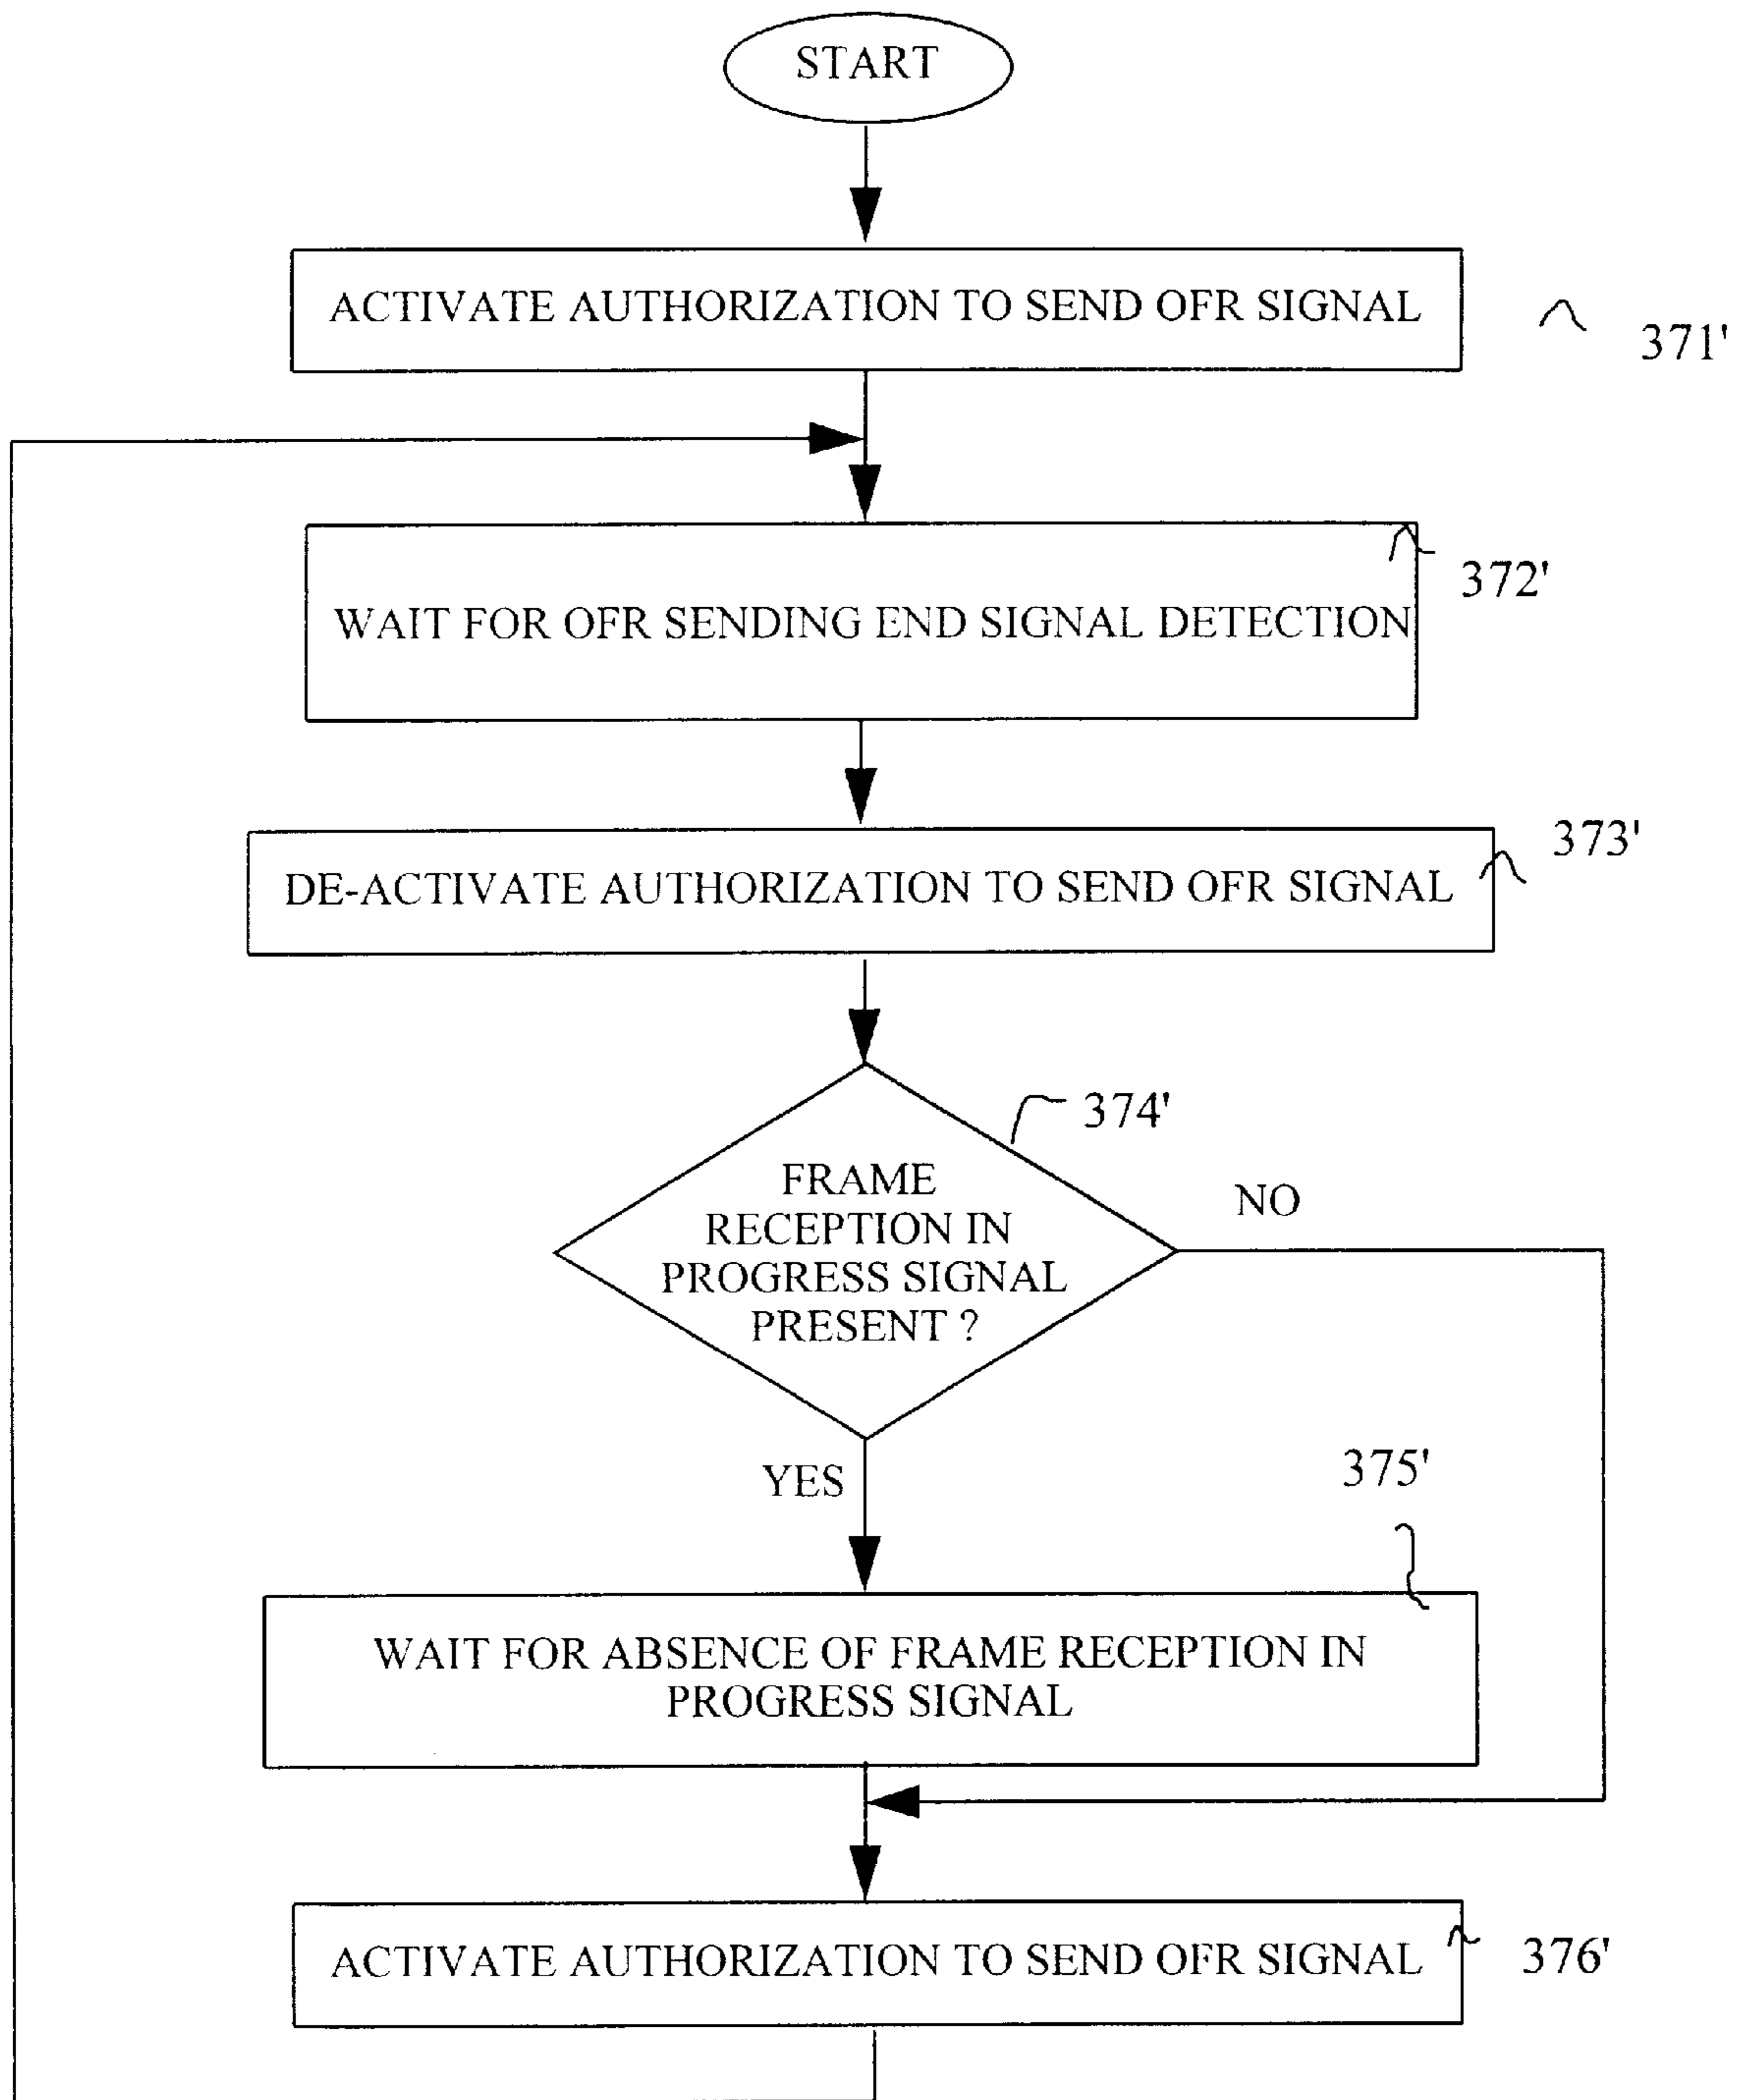 START
ACTIVATE AUTHORIZATION TO SEND OFR SIGNAL
371'
372'
WAIT FOR OFR SENDING END SIGNAL DETECTION
373'
DE-ACTIVATE AUTHORIZATION TO SEND OFR SIGNAL
374'
FRAME
RECEPTION IN
PROGRESS SIGNAL
PRESENT ?
NO
YES
375'
WAIT FOR ABSENCE OF FRAME RECEPTION IN
PROGRESS SIGNAL
ACTIVATE AUTHORIZATION TO SEND OFR SIGNAL
376'